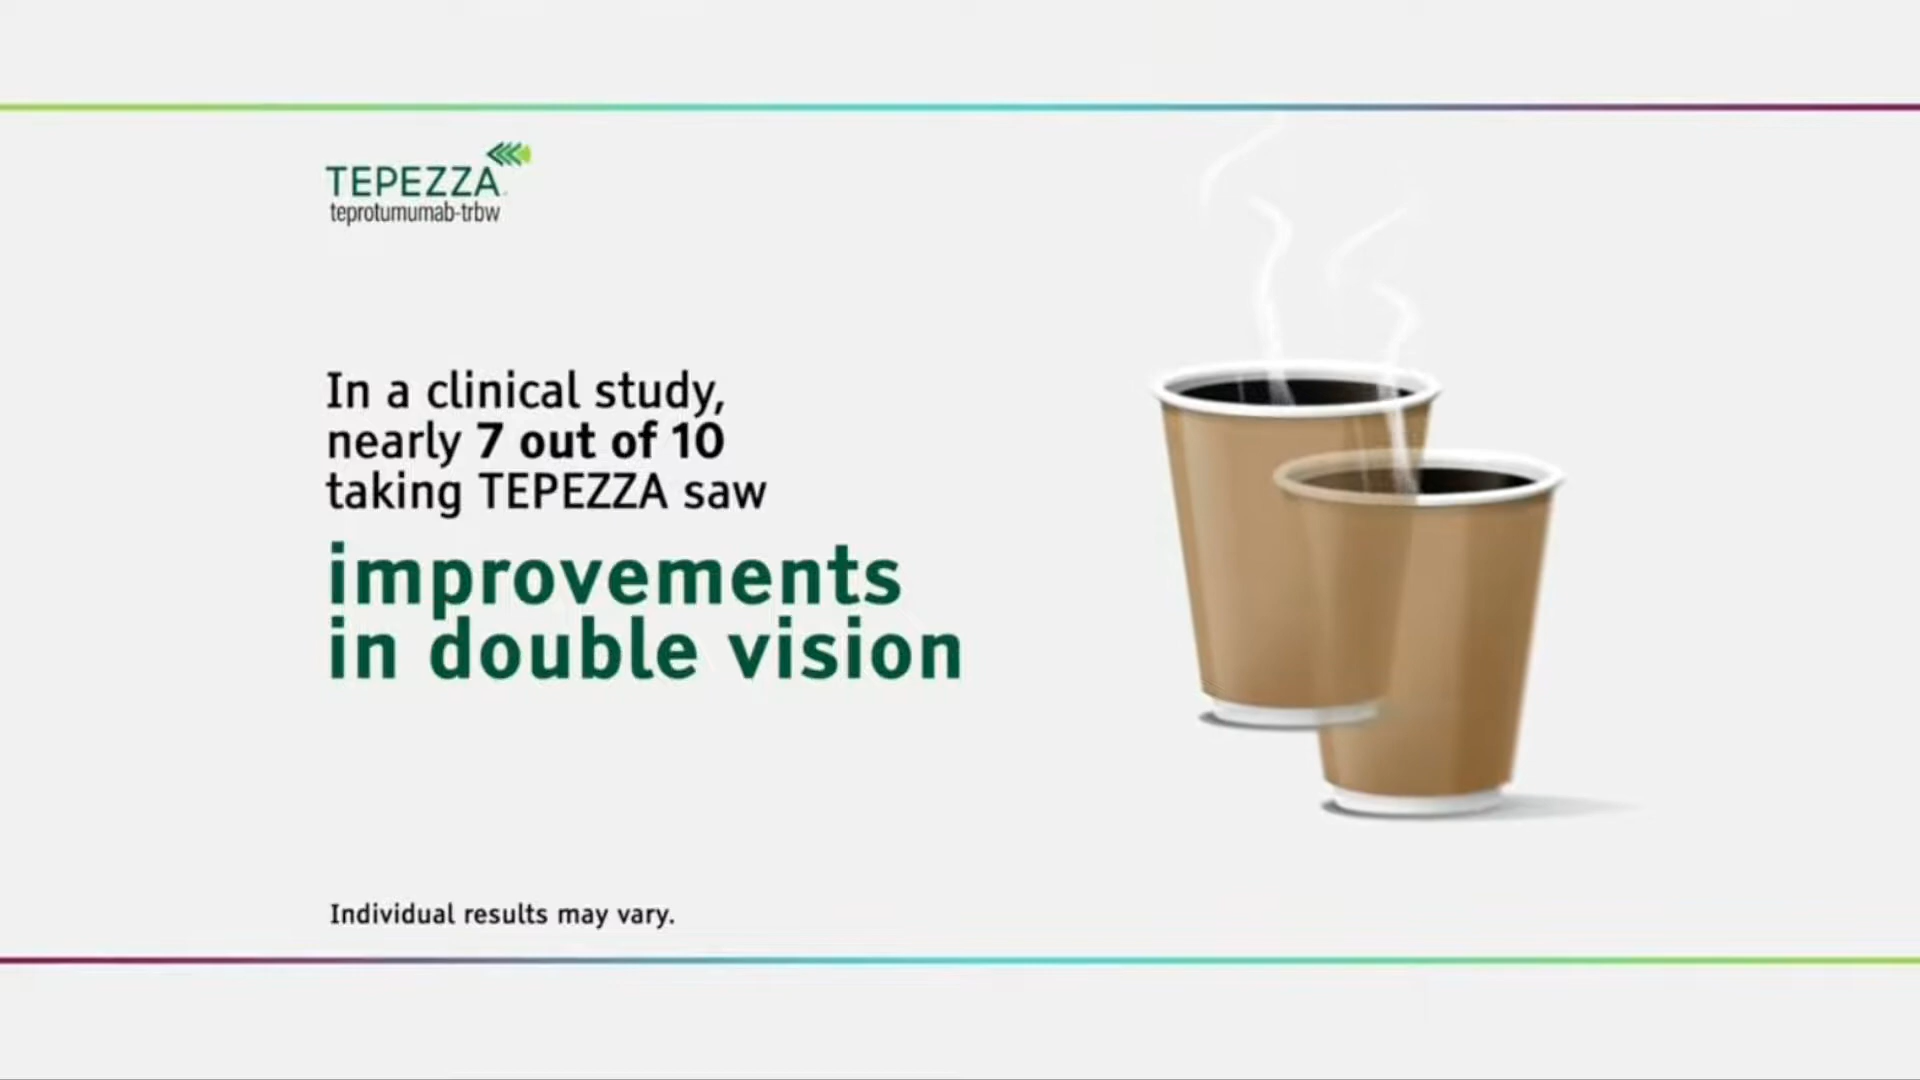 TEPEZZA
teprotumumab-trbw
In a clinical study,
nearly 7 out of 10
taking TEPEZZA saw
improvements
in double vision
Individual results may vary.